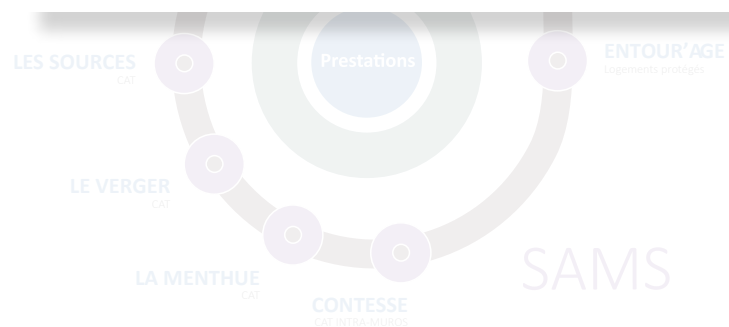 Prestations
ENTOUR'AGE
Logements protégés
LES SOURCES
CAT
LE VERGER
CAT
LA MENTHUE
CAT
CONTESSE
CAT INTRA-MUROS
SAMS